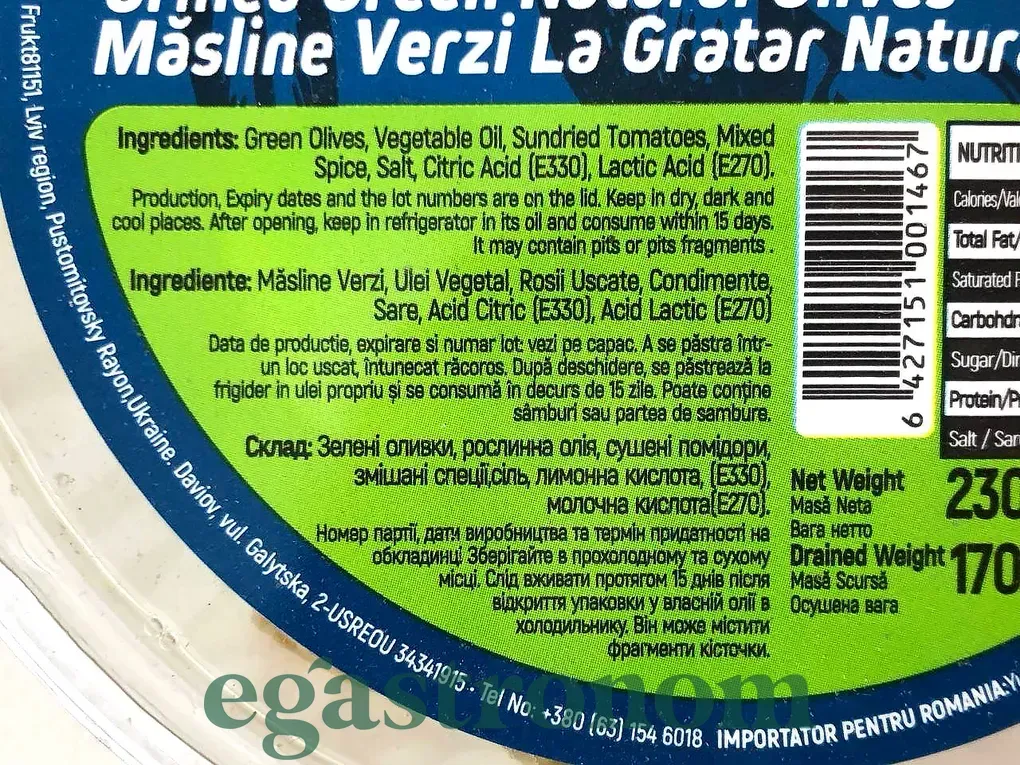 Grilled Green Natural Olives
Măsline Verzi La Gratar Natur
Ingredients: Green Olives, Vegetable Oil, Sundried Tomatoes, Mixed
Spice, Salt, Citric Acid (E330), Lactic Acid (E270).
Production, Expiry dates and the lot numbers are on the lid. Keep in dry, dark and
cool places. After opening, keep in refrigerator in its oil and consume within 15 days.
It may contain pits or pits fragments .
Ingrediente: Măsline Verzi, Ulei Vegetal, Rosii Uscate, Condimente,
Sare, Acid Citric (E330), Acid Lactic (E270)
Data de productie, expirare si numar lot vezi pe capac. A se păstra într-
un loc uscat, întunecat răcoros. După deschidere, se păstrează la
frigider in ulei propriu și se consumă în decurs de 15 zile. Poate conține
sâmburi sau partea de sambure.
Склад: Зелені оливки, рослинна олія, сушені помідори,
змішані спеції,сіль, лимонна кислота, (E330),
молочна кислота(E270).
Номер партії, дати виробництва та термін придатності на
обкладинці Зберігайте в прохолодному та сухому
місці. Слід вживати протягом 15 днів після
відкриття упаковки у власній олії в
холодильнику. Він може містити
фрагменти кісточки.
6 427151 001467
NUTRITI
Calories/Val
Total Fat/
Saturated F
Carbohdra
Sugar/Din
Protein/Pr
Salt / Sar
Net Weight
Masă Neta
Вага нетто
230
Drained Weight
Masă Scursă
Осушена вага
170
Frukt81151, Lviv region, Pustomitovsky Rayon,Ukraine. Daviov, vul. Galytska, 2-USREOU 34341915 • Tel No: +380 (63) 154 6018
IMPORTATOR PENTRU ROMANIA:
egastronom